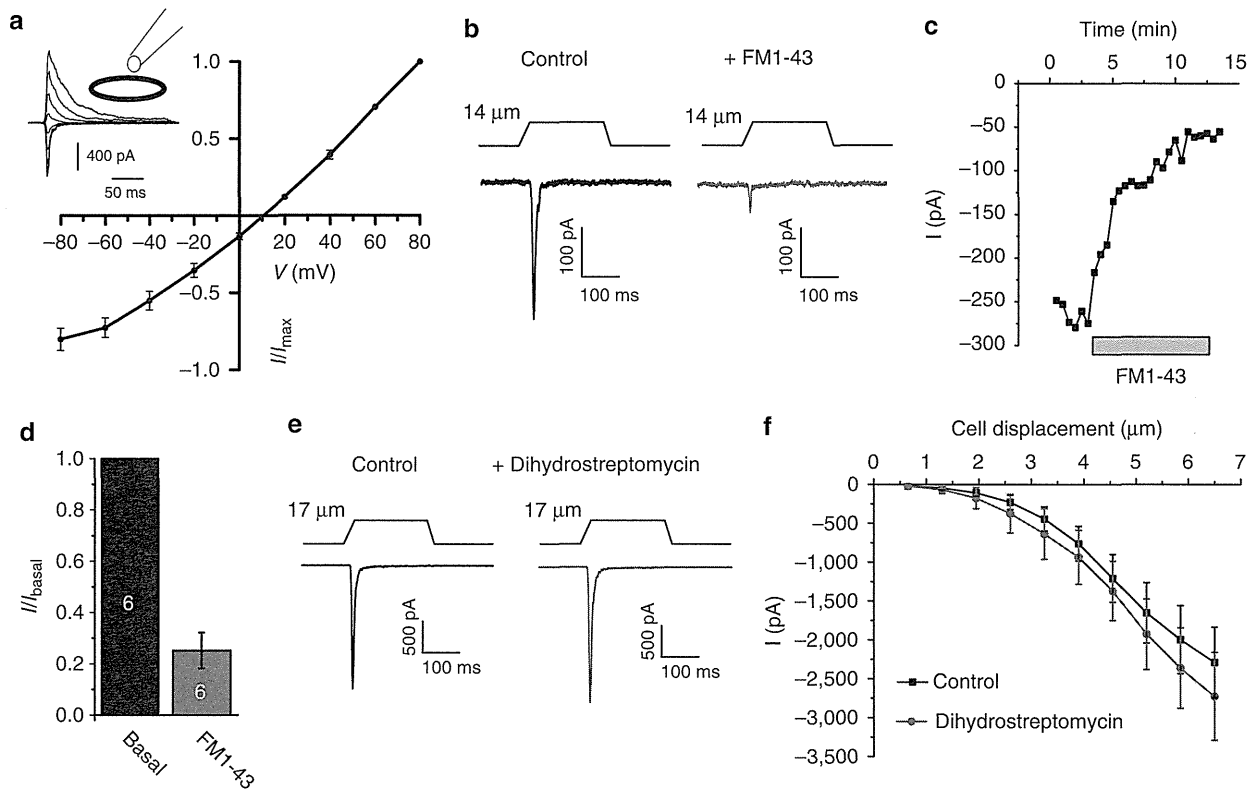 a
400 pA
50 ms
1.0
0.5
−0.5
−1.0
−80 −60 −40 −20 20 40 60 80
V (mV)
I/Imax
b
Control + FM1-43
14 μm 14 μm
100 pA 100 pA
100 ms 100 ms
c
Time (min)
0 5 10 15
0
−50
−100
−150
−200
−250
−300
I (pA)
FM1-43
d
1.0
0.8
0.6
0.4
0.2
0.0
I/Ibasal
6
6
Basal
FM1-43
e
Control + Dihydrostreptomycin
17 μm 17 μm
500 pA 500 pA
100 ms 100 ms
f
Cell displacement (μm)
0 1 2 3 4 5 6 7
0
−500
−1,000
−1,500
−2,000
−2,500
−3,000
−3,500
I (pA)
Control
Dihydrostreptomycin